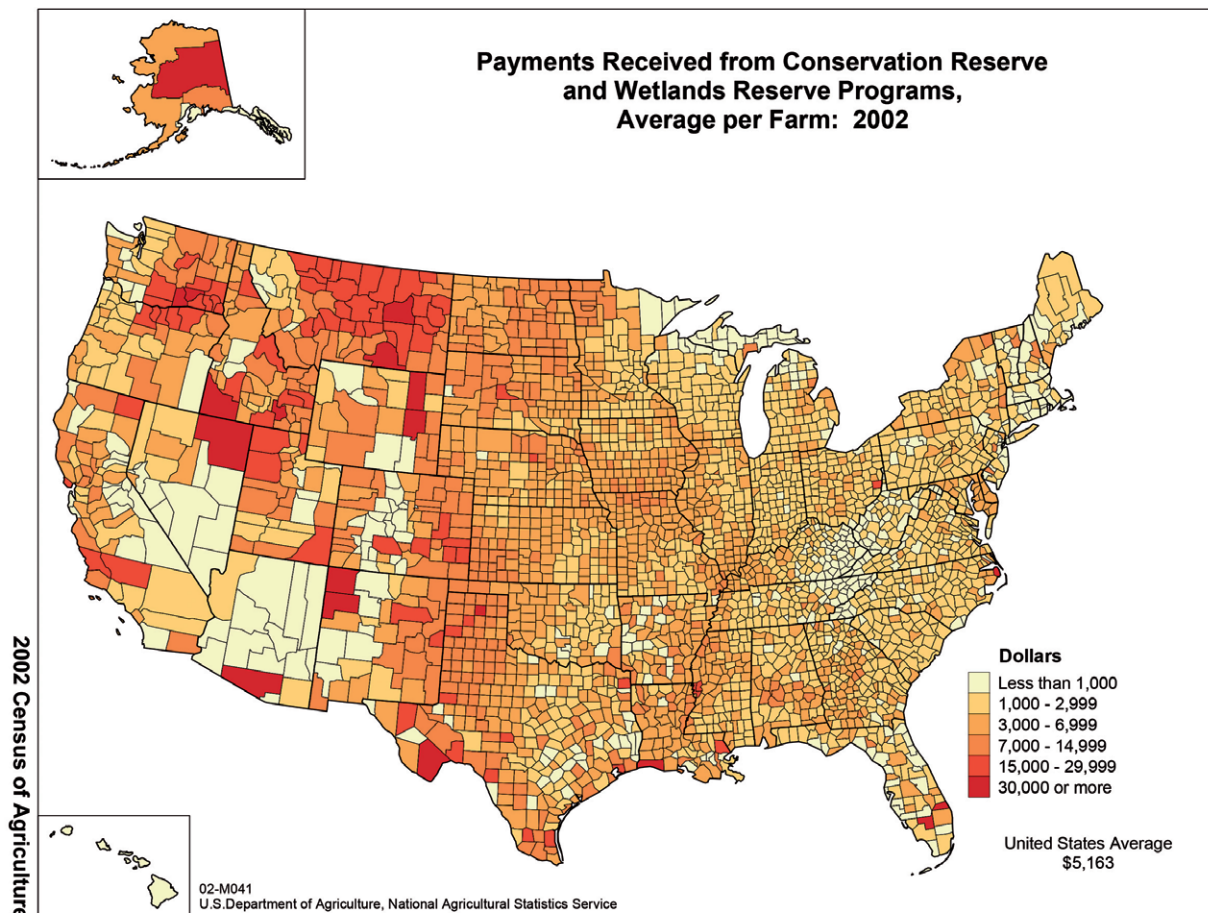 Payments Received from Conservation Reserve
and Wetlands Reserve Programs,
Average per Farm: 2002
Dollars
Less than 1,000
1,000 - 2,999
3,000 - 6,999
7,000 - 14,999
15,000 - 29,999
30,000 or more
United States Average
$5,163
2002 Census of Agriculture
02-M041
U.S.Department of Agriculture, National Agricultural Statistics Service